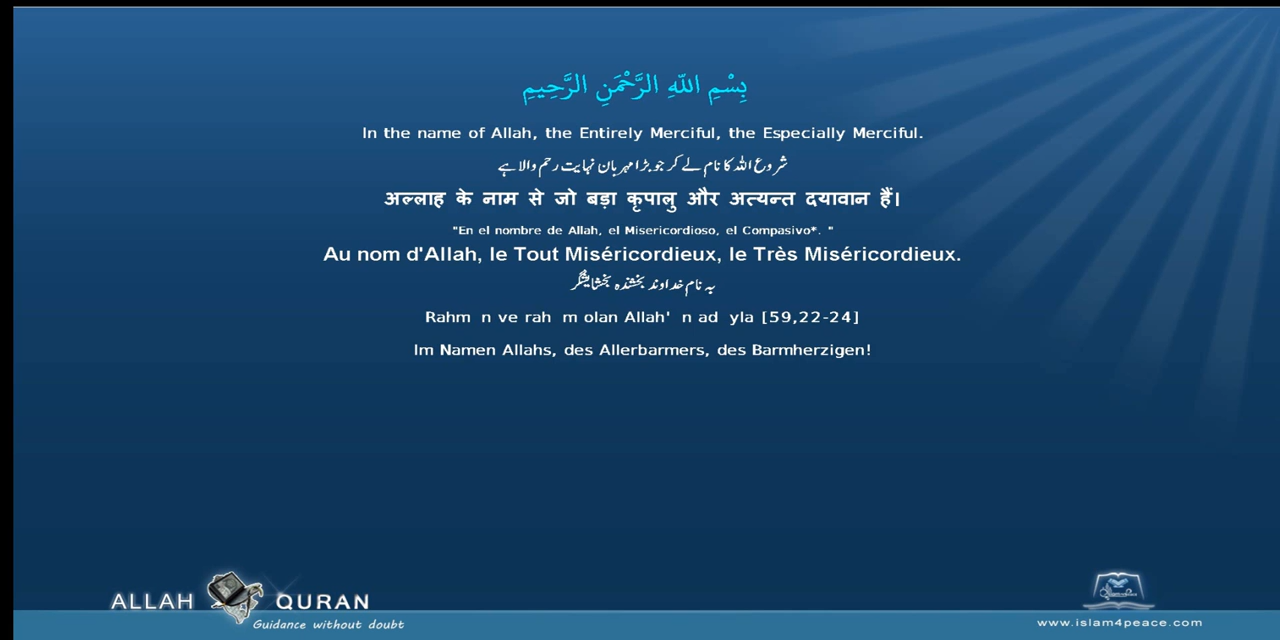 بِسْمِ اللَّهِ الرَّحْمَنِ الرَّحِيمِ
In the name of Allah, the Entirely Merciful, the Especially Merciful.
شروع الله کا نام لے کر جو بڑا مہربان نہایت رحم والا ہے
अल्लाह के नाम से जो बड़ा कृपालु और अत्यन्त दयावान हैं।
"En el nombre de Allah, el Misericordioso, el Compasivo*. "
Au nom d'Allah, le Tout Miséricordieux, le Très Miséricordieux.
به نام خداوند بخشنده بخشایشگر
Rahm n ve rah m olan Allah' n ad yla [59,22-24]
Im Namen Allahs, des Allerbarmers, des Barmherzigen!
ALLAH QURAN
Guidance without doubt
www.islam4peace.com